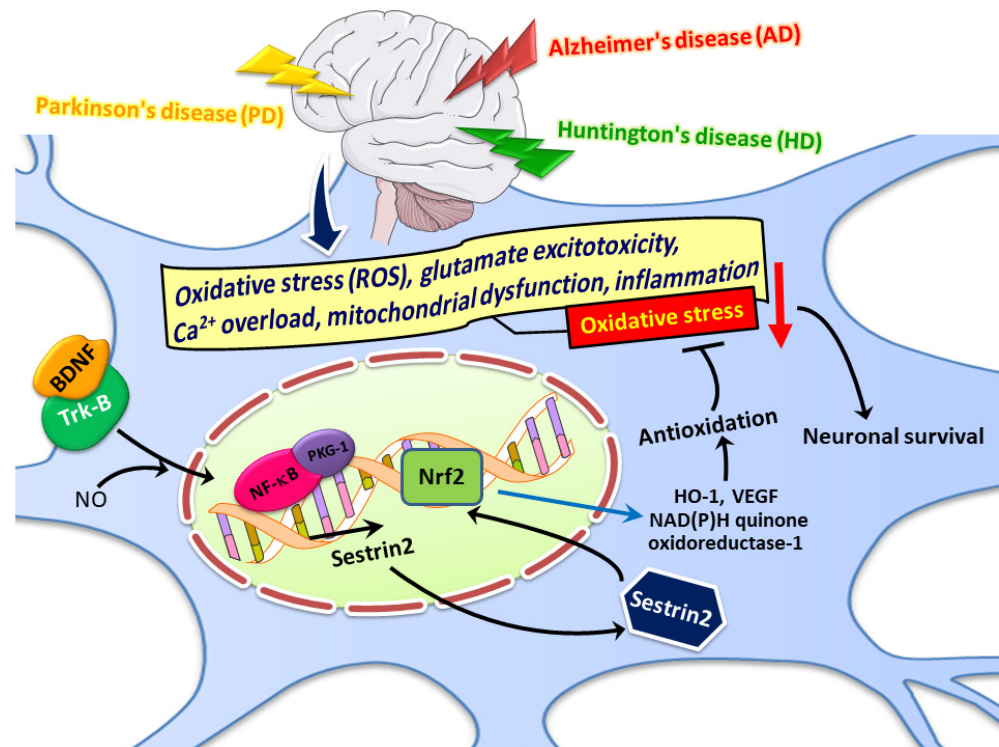 Alzheimer's disease (AD)
Parkinson's disease (PD)
Huntington's disease (HD)
Oxidative stress (ROS), glutamate excitotoxicity,
Ca²⁺ overload, mitochondrial dysfunction, inflammation
Oxidative stress
BDNF
Trk-B
NO
NF-κB
PKG-1
Nrf2
Sestrin2
Antioxidation
Neuronal survival
HO-1, VEGF
NAD(P)H quinone
oxidoreductase-1
Sestrin2